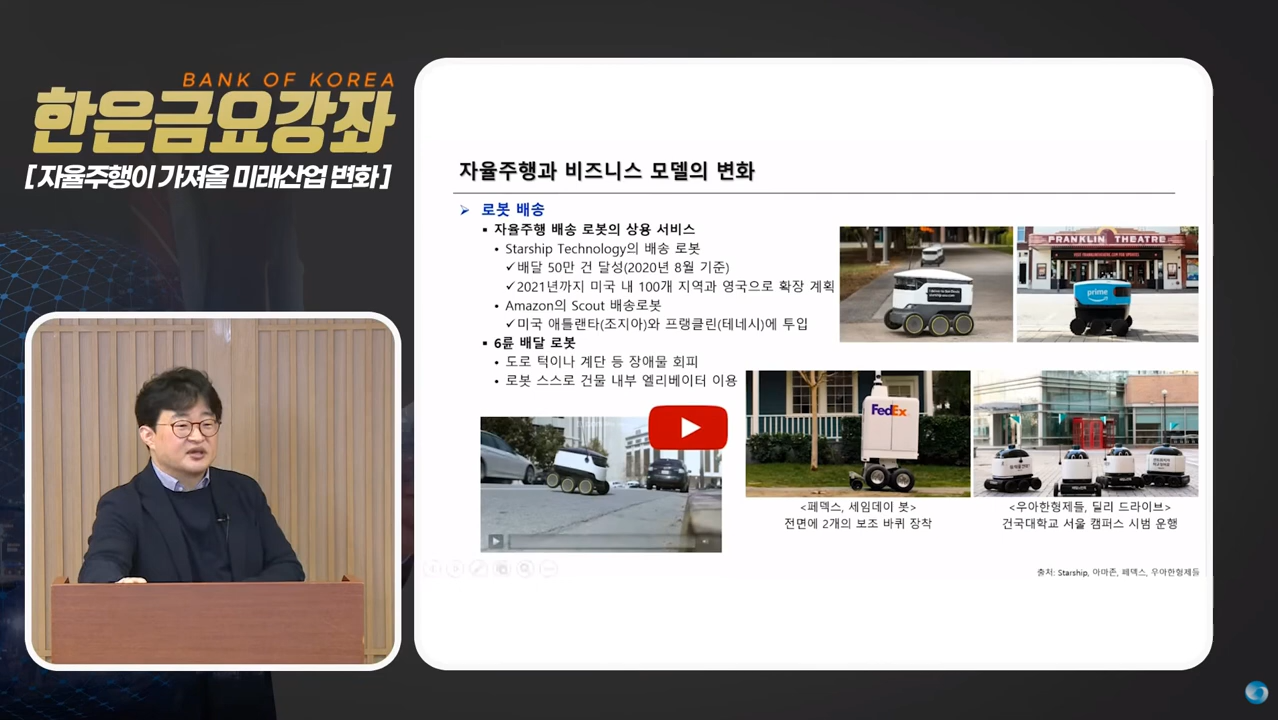 BANK OF KOREA
한은금요강좌
[ 자율주행이 가져올 미래산업 변화 ]
자율주행과 비즈니스 모델의 변화
➢ 로봇 배송
▪ 자율주행 배송 로봇의 상용 서비스
• Starship Technology의 배송 로봇
✓배달 50만 건 달성(2020년 8월 기준)
✓2021년까지 미국 내 100개 지역과 영국으로 확장 계획
• Amazon의 Scout 배송로봇
✓미국 애틀랜타(조지아)와 프랭클린(테네시)에 투입
▪ 6륜 배달 로봇
• 도로 턱이나 계단 등 장애물 회피
• 로봇 스스로 건물 내부 엘리베이터 이용
FRANKLIN THEATRE
prime
FedEx
<페덱스, 세임데이 봇>
전면에 2개의 보조 바퀴 장착
<우아한형제들, 딜리 드라이브>
건국대학교 서울 캠퍼스 시범 운행
출처: Starship, 아마존, 페덱스, 우아한형제들